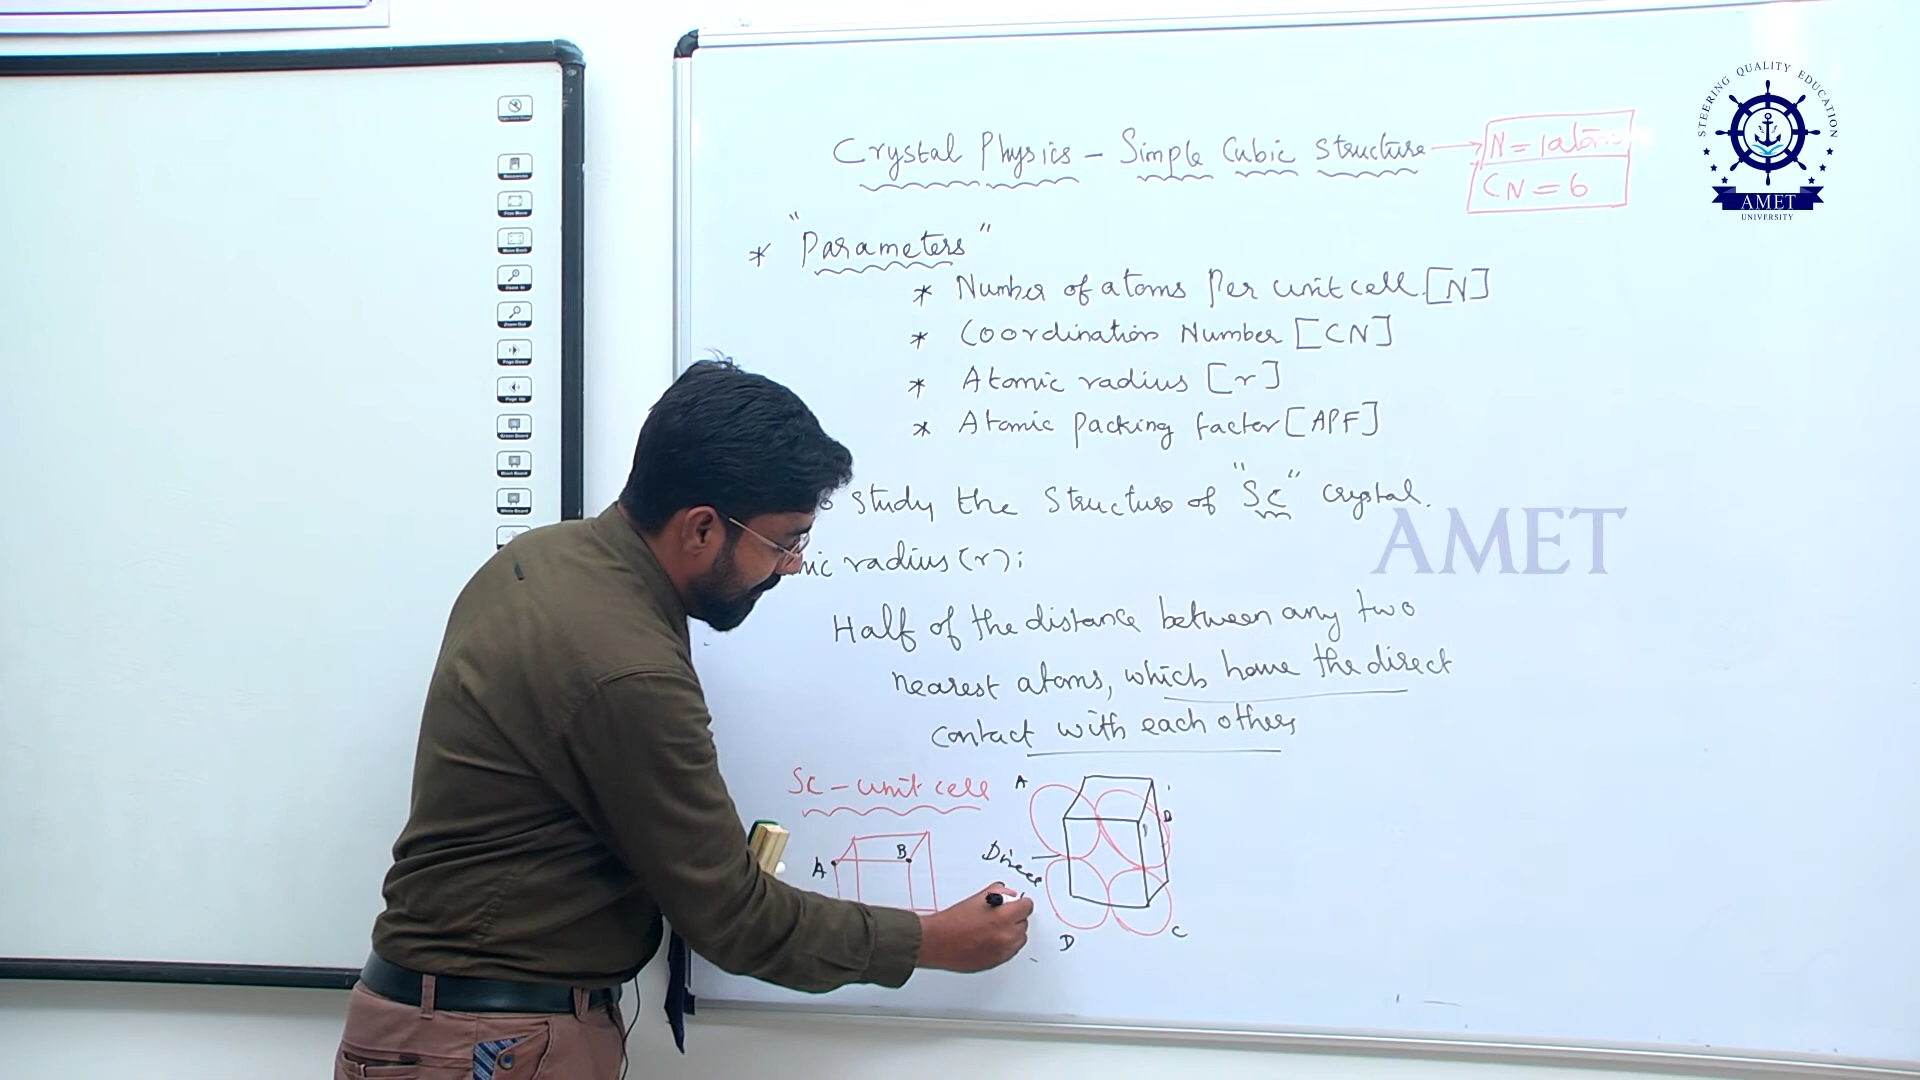 Crystal Physics - Simple Cubic structure → N = 1 atom
CN = 6
STEERING QUALITY EDUCATION
AMET
UNIVERSITY
* "Parameters"
* Number of atoms Per unit cell [N]
* Coordination Number [CN]
* Atomic radius [r]
* Atomic packing factor [APF]
study the structure of "SC" crystal.
AMET
mic radius (r);
Half of the distance between any two
nearest atoms, which have the direct
contact with each others
SC - unit cell
A
B
A
B
Direct
D
C